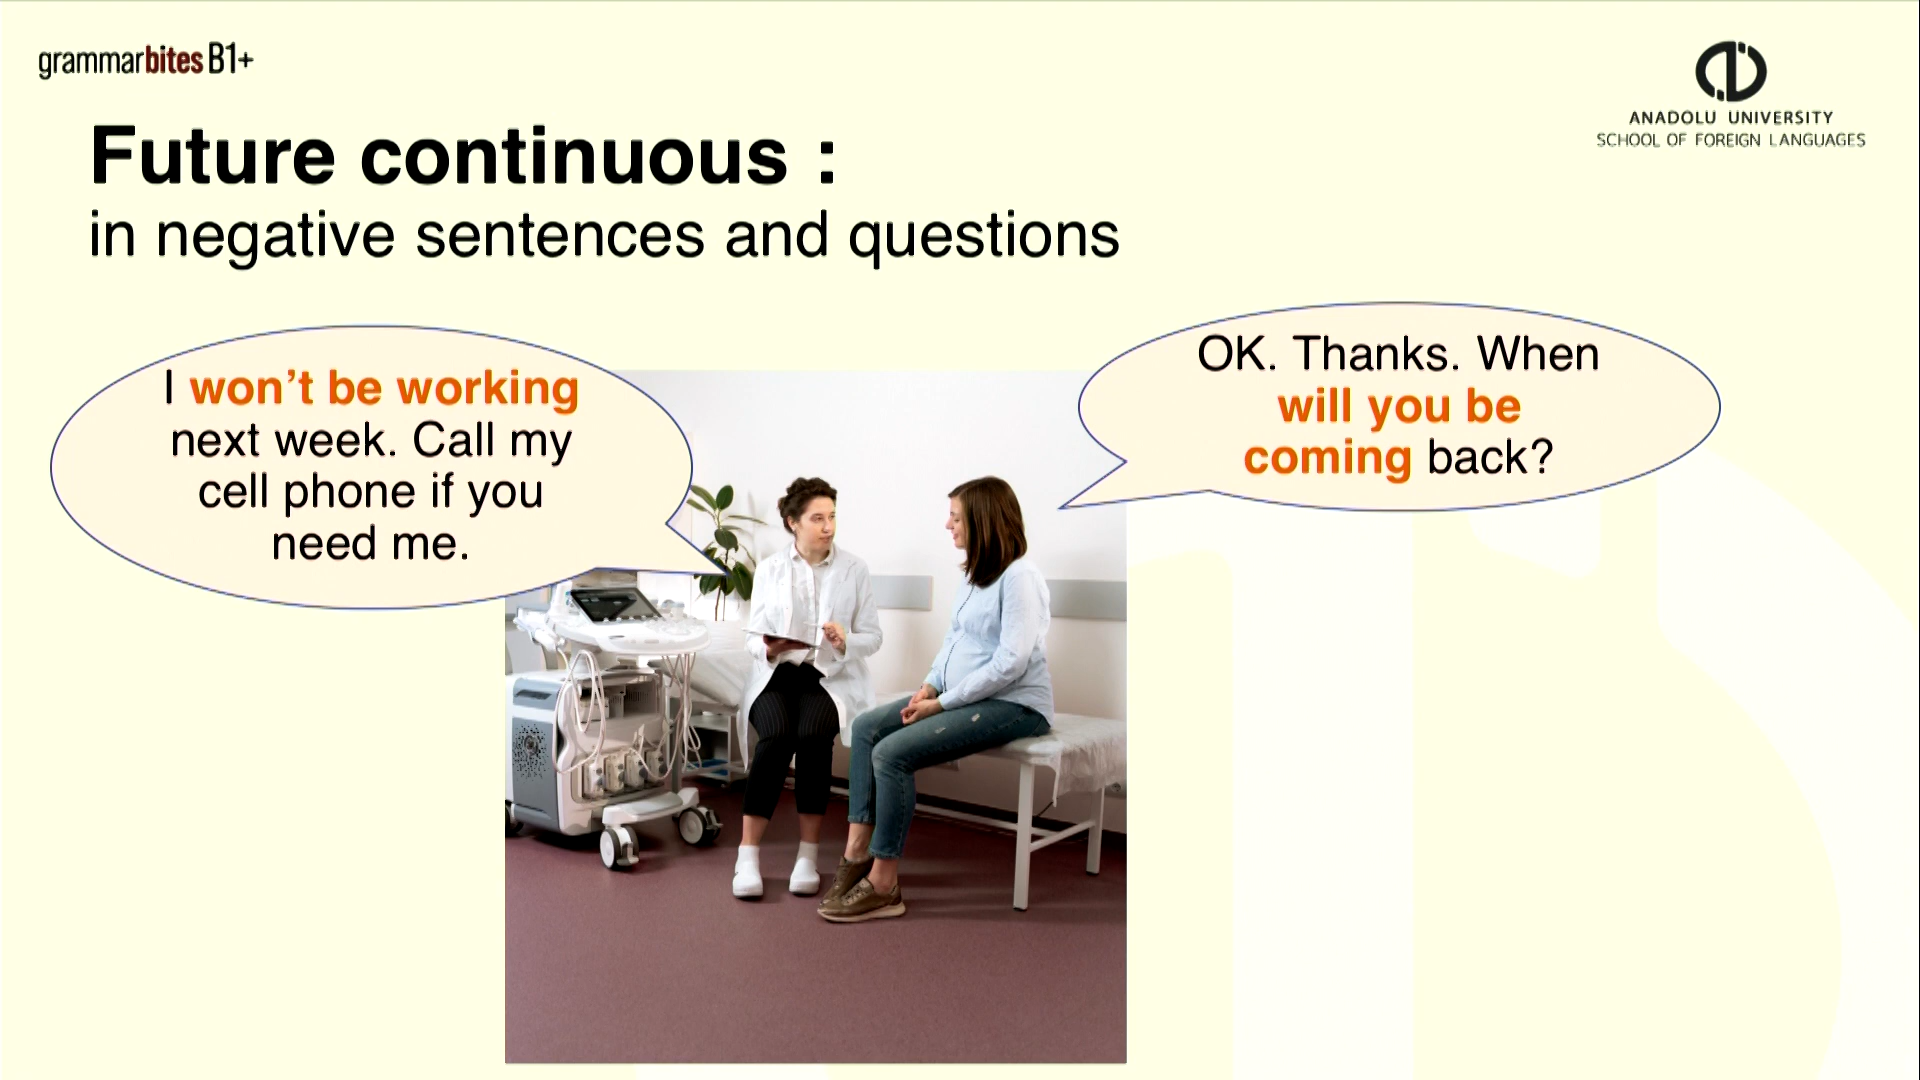 grammarbites B1+
ANADOLU UNIVERSITY
SCHOOL OF FOREIGN LANGUAGES
Future continuous :
in negative sentences and questions
I won't be working
next week. Call my
cell phone if you
need me.
OK. Thanks. When
will you be
coming back?